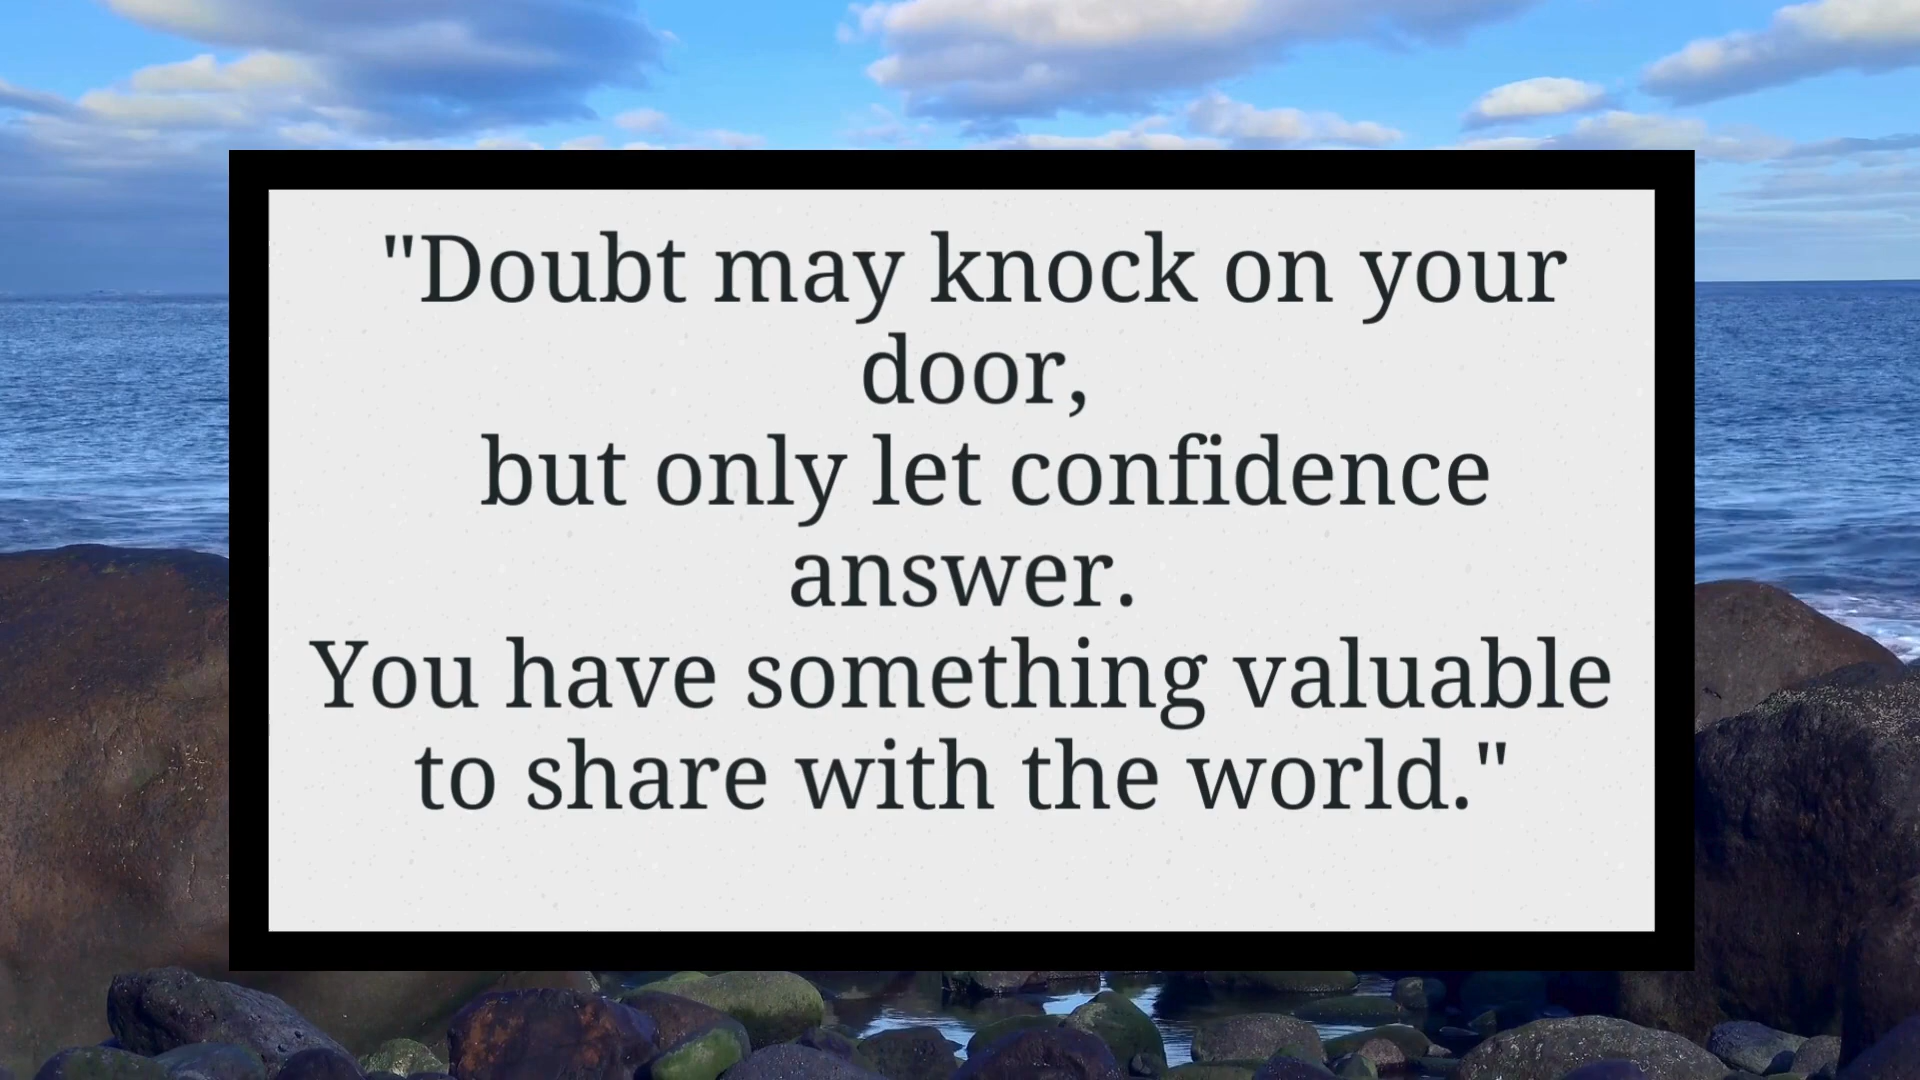 "Doubt may knock on your
door,
but only let confidence
answer.
You have something valuable
to share with the world."